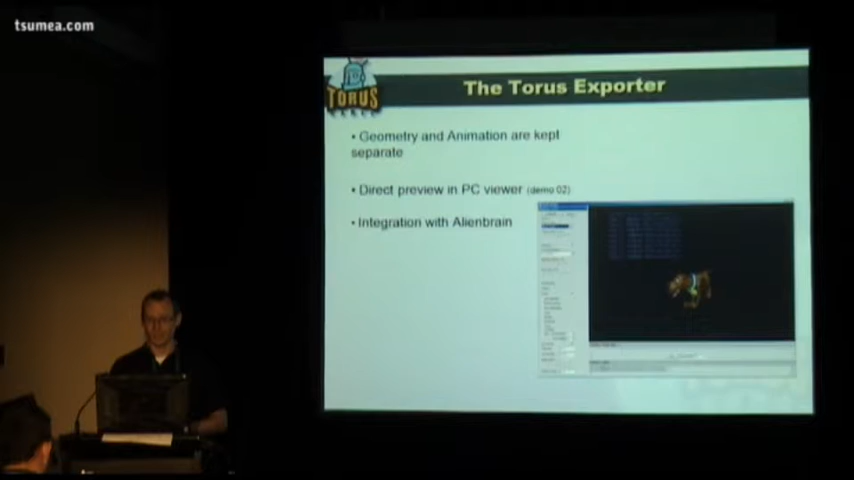 tsumea.com
TORUS
The Torus Exporter
• Geometry and Animation are kept
separate
• Direct preview in PC viewer (demo 02)
• Integration with Alienbrain